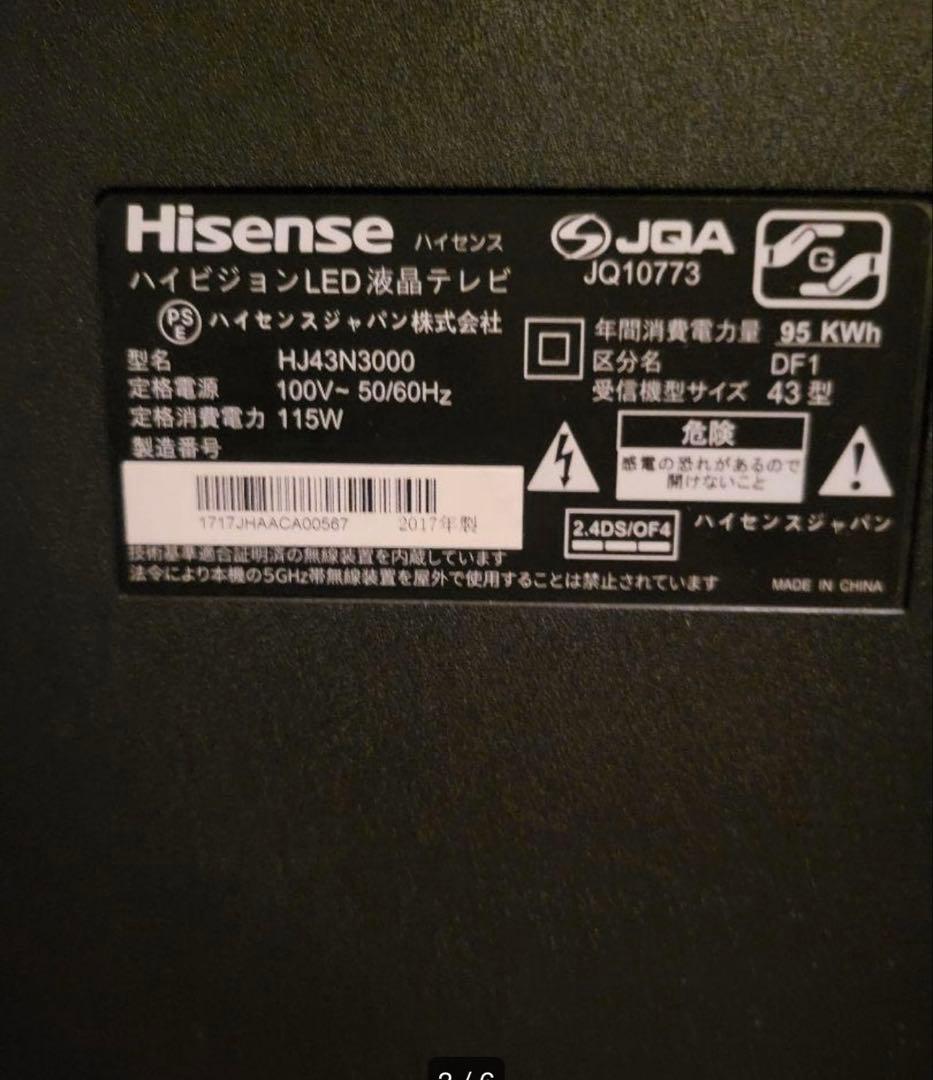 Hisense ハイセンス
ハイビジョンLED液晶テレビ
PSE ハイセンスジャパン株式会社
型名 HJ43N3000
定格電源 100V~ 50/60Hz
定格消費電力 115W
製造番号
1717JHAACA00567 2017年製
技術基準適合証明済の無線装置を内蔵しています
法令により本機の5GHz帯無線装置を屋外で使用することは禁止されています
JQA
JQ10773
G
年間消費電力量 95 KWh
区分名 DF1
受信機型サイズ 43型
危険
感電の恐れがあるので
開けないこと
2.4DS/OF4
ハイセンスジャパン
MADE IN CHINA